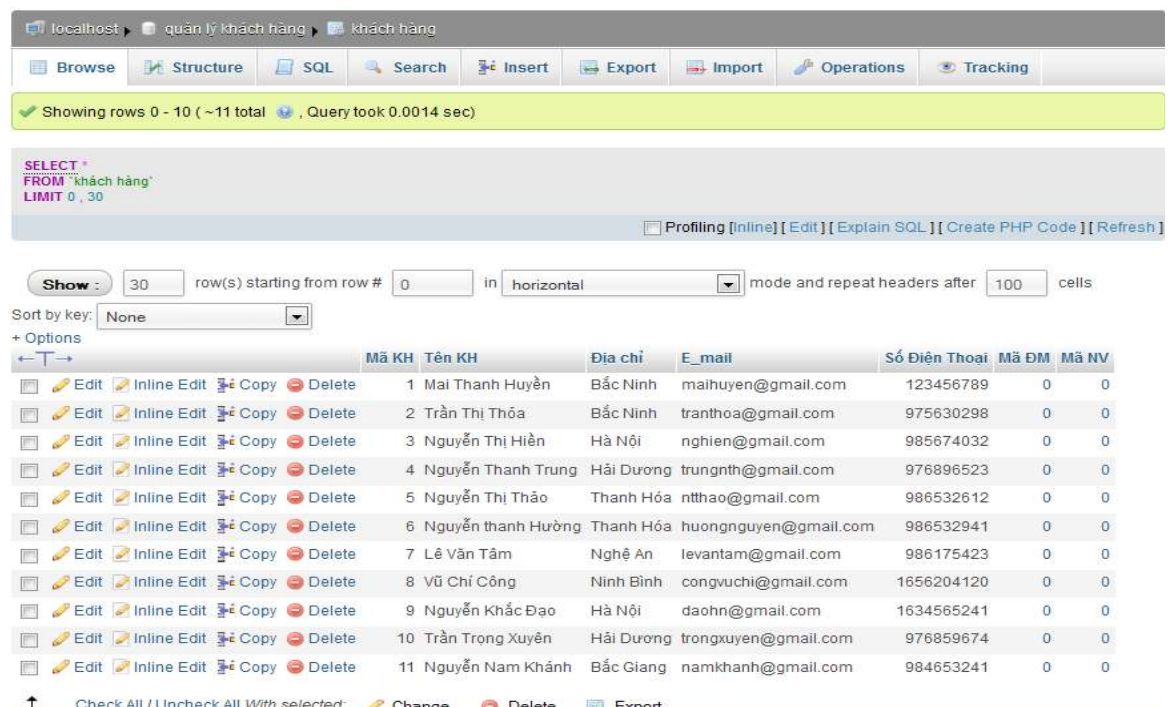 localhost quản lý khách hàng khách hàng
Browse Structure SQL Search Insert Export Import Operations Tracking
Showing rows 0 - 10 ( ~11 total , Query took 0.0014 sec)
SELECT *
FROM `khách hàng`
LIMIT 0 , 30
Profiling [Inline] [ Edit ] [ Explain SQL ] [ Create PHP Code ] [ Refresh ]
Show : 30 row(s) starting from row # 0 in horizontal mode and repeat headers after 100 cells
Sort by key: None
+ Options
←T→ Mã KH Tên KH Địa chỉ E_mail Số Điện Thoại Mã ĐM Mã NV
Edit Inline Edit Copy Delete 1 Mai Thanh Huyền Bắc Ninh maihuyen@gmail.com 123456789 0 0
Edit Inline Edit Copy Delete 2 Trần Thị Thỏa Bắc Ninh tranthoa@gmail.com 975630298 0 0
Edit Inline Edit Copy Delete 3 Nguyễn Thị Hiền Hà Nội nghien@gmail.com 985674032 0 0
Edit Inline Edit Copy Delete 4 Nguyễn Thanh Trung Hải Dương trungnth@gmail.com 976896523 0 0
Edit Inline Edit Copy Delete 5 Nguyễn Thị Thảo Thanh Hóa ntthao@gmail.com 986532612 0 0
Edit Inline Edit Copy Delete 6 Nguyễn thanh Hường Thanh Hóa huongnguyen@gmail.com 986532941 0 0
Edit Inline Edit Copy Delete 7 Lê Văn Tâm Nghệ An levantam@gmail.com 986175423 0 0
Edit Inline Edit Copy Delete 8 Vũ Chí Công Ninh Bình congvuchi@gmail.com 1656204120 0 0
Edit Inline Edit Copy Delete 9 Nguyễn Khắc Đạo Hà Nội daohn@gmail.com 1634565241 0 0
Edit Inline Edit Copy Delete 10 Trần Trọng Xuyên Hải Dương trongxuyen@gmail.com 976859674 0 0
Edit Inline Edit Copy Delete 11 Nguyễn Nam Khánh Bắc Giang namkhanh@gmail.com 984653241 0 0
Check All / Uncheck All With selected: Change Delete Export